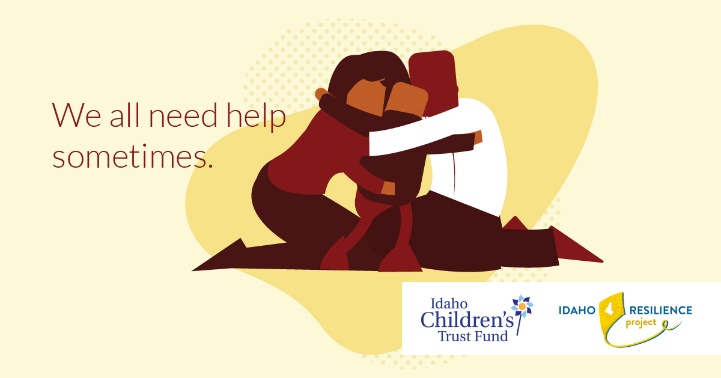 We all need help
sometimes.
Idaho
Children's
Trust Fund
IDAHO RESILIENCE
project